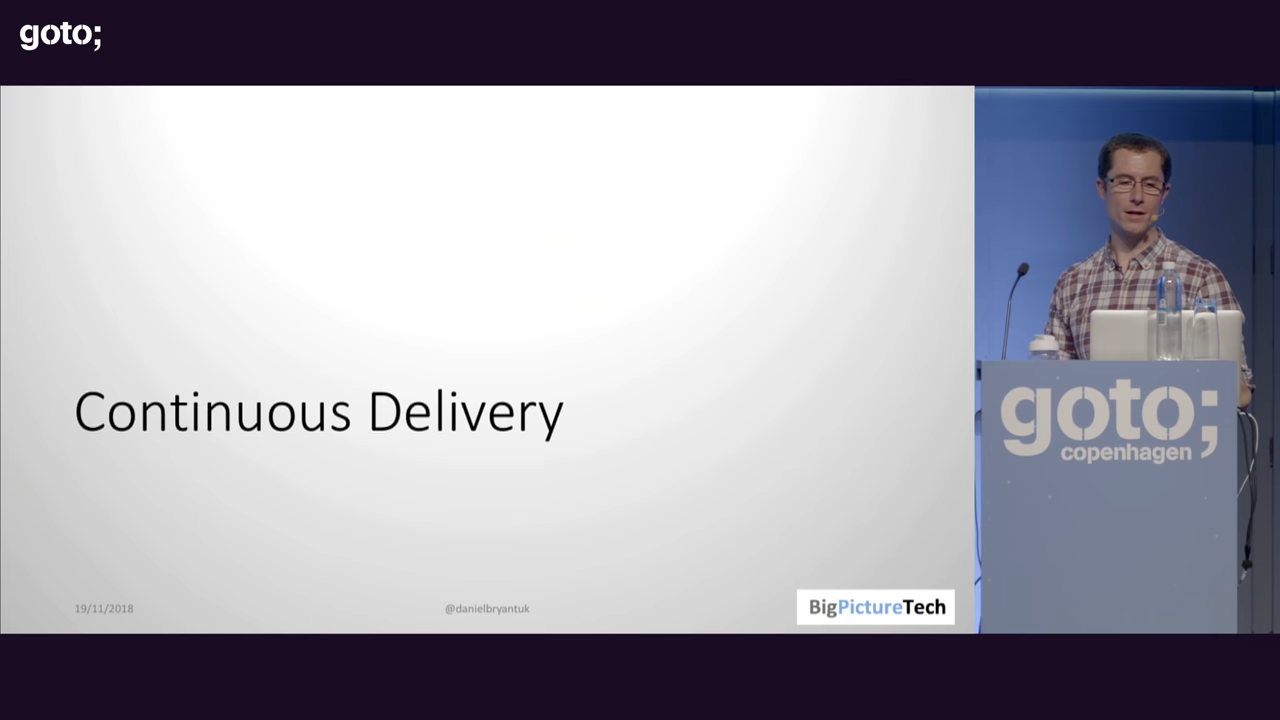 goto;
Continuous Delivery
19/11/2018
@danielbryantuk
BigPictureTech
goto;
copenhagen